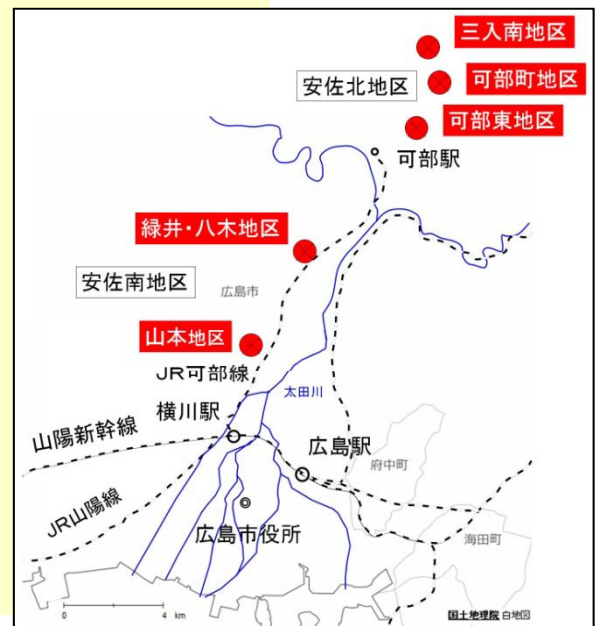 三入南地区
安佐北地区
可部町地区
可部東地区
可部駅
緑井・八木地区
安佐南地区
広島市
山本地区
JR可部線
太田川
横川駅
山陽新幹線
広島駅
府中町
JR山陽線
広島市役所
海田町
0 4 km
国土地理院 白地図